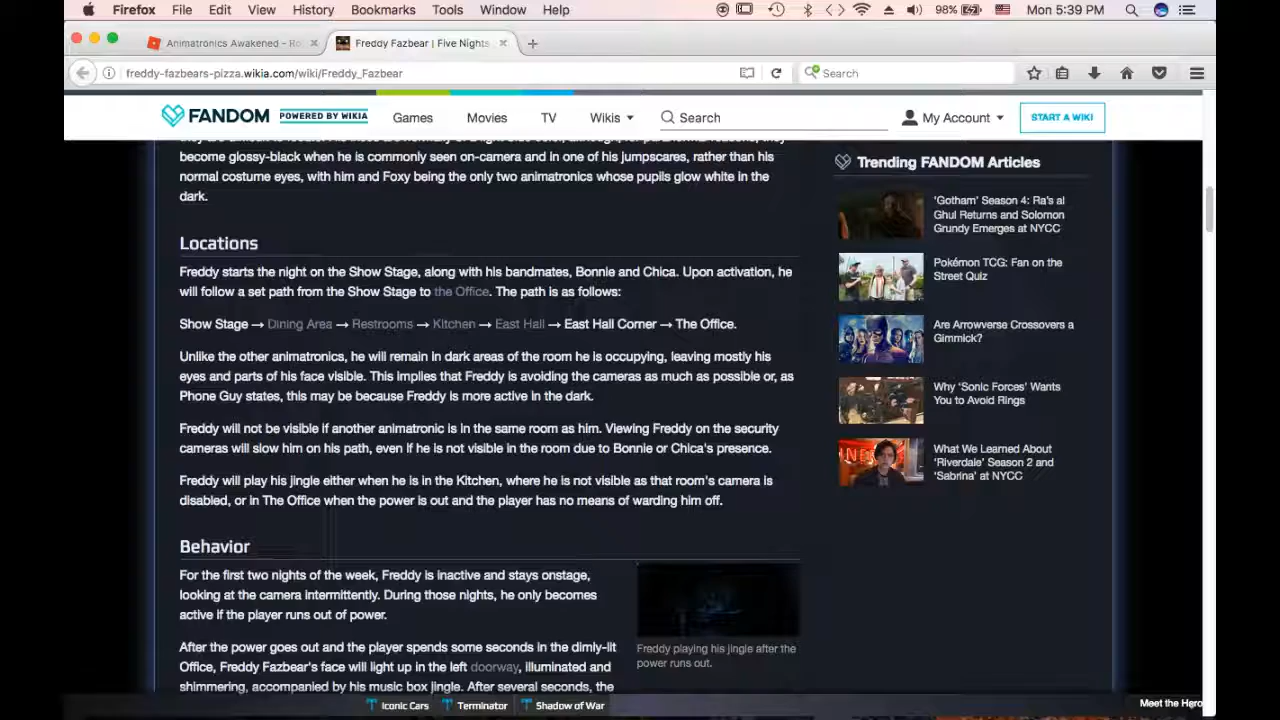 Firefox File Edit View History Bookmarks Tools Window Help 98% Mon 5:39 PM
Animatronics Awakened - Ro
Freddy Fazbear | Five Nights
freddy-fazbears-pizza.wikia.com/wiki/Freddy_Fazbear
Search
FANDOM POWERED BY WIKIA Games Movies TV Wikis Search My Account START A WIKI
become glossy-black when he is commonly seen on-camera and in one of his jumpscares, rather than his
normal costume eyes, with him and Foxy being the only two animatronics whose pupils glow white in the
dark.
Locations
Freddy starts the night on the Show Stage, along with his bandmates, Bonnie and Chica. Upon activation, he
will follow a set path from the Show Stage to the Office. The path is as follows:
Show Stage → Dining Area → Restrooms → Kitchen → East Hall → East Hall Corner → The Office.
Unlike the other animatronics, he will remain in dark areas of the room he is occupying, leaving mostly his
eyes and parts of his face visible. This implies that Freddy is avoiding the cameras as much as possible or, as
Phone Guy states, this may be because Freddy is more active in the dark.
Freddy will not be visible if another animatronic is in the same room as him. Viewing Freddy on the security
cameras will slow him on his path, even if he is not visible in the room due to Bonnie or Chica's presence.
Freddy will play his jingle either when he is in the Kitchen, where he is not visible as that room's camera is
disabled, or in The Office when the power is out and the player has no means of warding him off.
Behavior
For the first two nights of the week, Freddy is inactive and stays onstage,
looking at the camera intermittently. During those nights, he only becomes
active if the player runs out of power.
After the power goes out and the player spends some seconds in the dimly-lit
Office, Freddy Fazbear's face will light up in the left doorway, illuminated and
shimmering, accompanied by his music box jingle. After several seconds, the
Freddy playing his jingle after the
power runs out.
Trending FANDOM Articles
'Gotham' Season 4: Ra's al
Ghul Returns and Solomon
Grundy Emerges at NYCC
Pokémon TCG: Fan on the
Street Quiz
Are Arrowverse Crossovers a
Gimmick?
Why 'Sonic Forces' Wants
You to Avoid Rings
What We Learned About
'Riverdale' Season 2 and
'Sabrina' at NYCC
Iconic Cars Terminator Shadow of War Meet the Hero